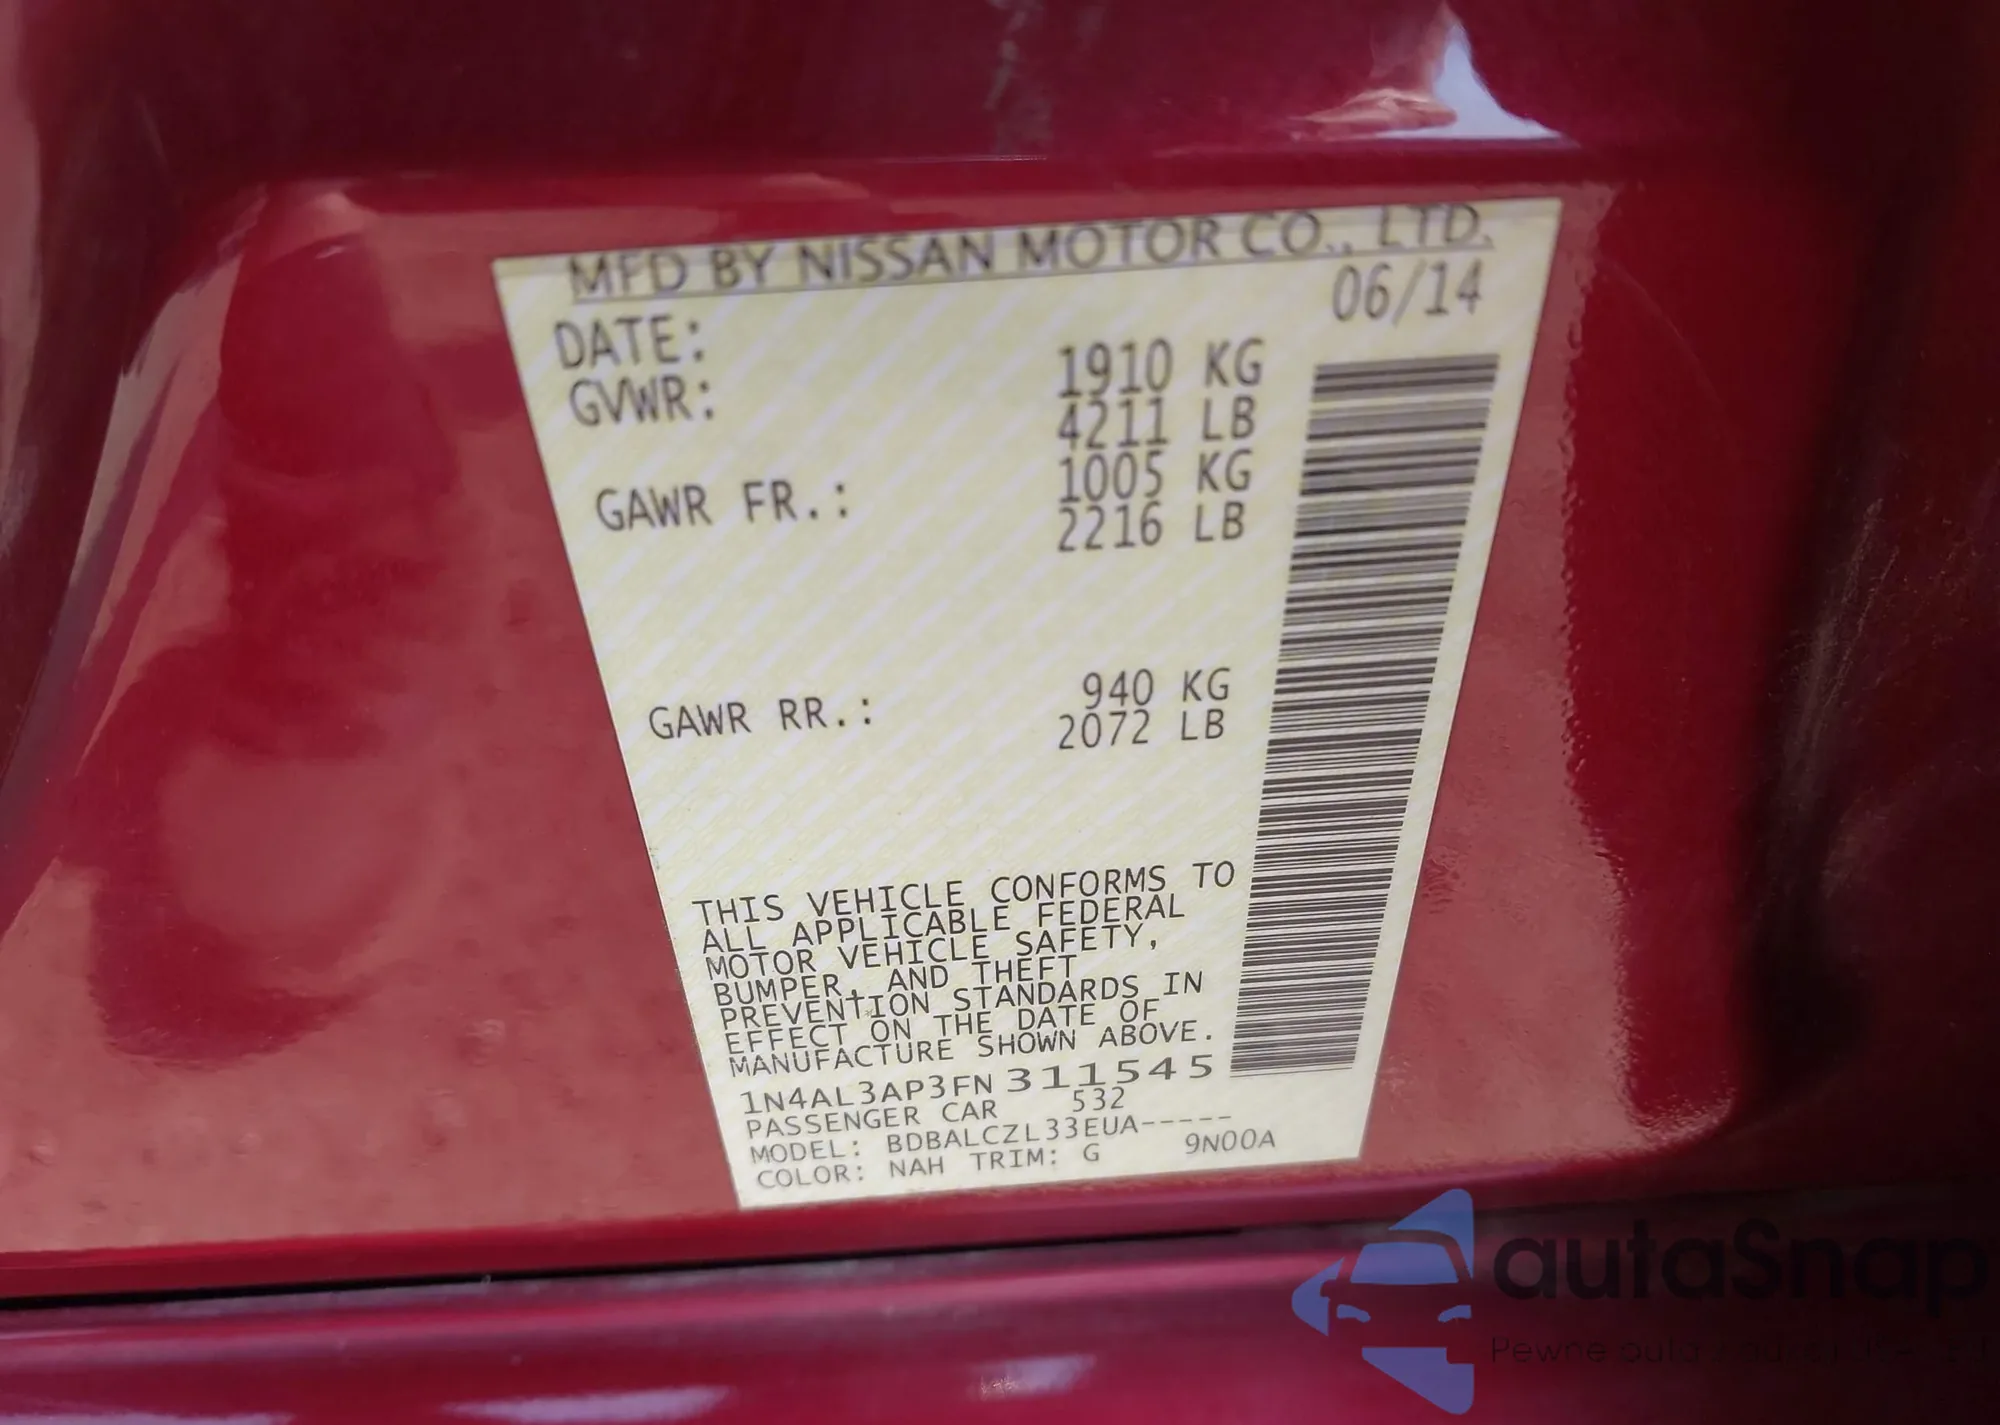 MFD BY NISSAN MOTOR CO., LTD.
DATE: 06/14
GVWR: 1910 KG
4211 LB
GAWR FR.: 1005 KG
2216 LB
GAWR RR.: 940 KG
2072 LB
THIS VEHICLE CONFORMS TO
ALL APPLICABLE FEDERAL
MOTOR VEHICLE SAFETY,
BUMPER, AND THEFT
PREVENTION STANDARDS IN
EFFECT ON THE DATE OF
MANUFACTURE SHOWN ABOVE.
1N4AL3AP3FN311545
PASSENGER CAR 532
MODEL: BDBALCZL33EUA-----
COLOR: NAH TRIM: G 9N00A
autaSnap
Pewne auta